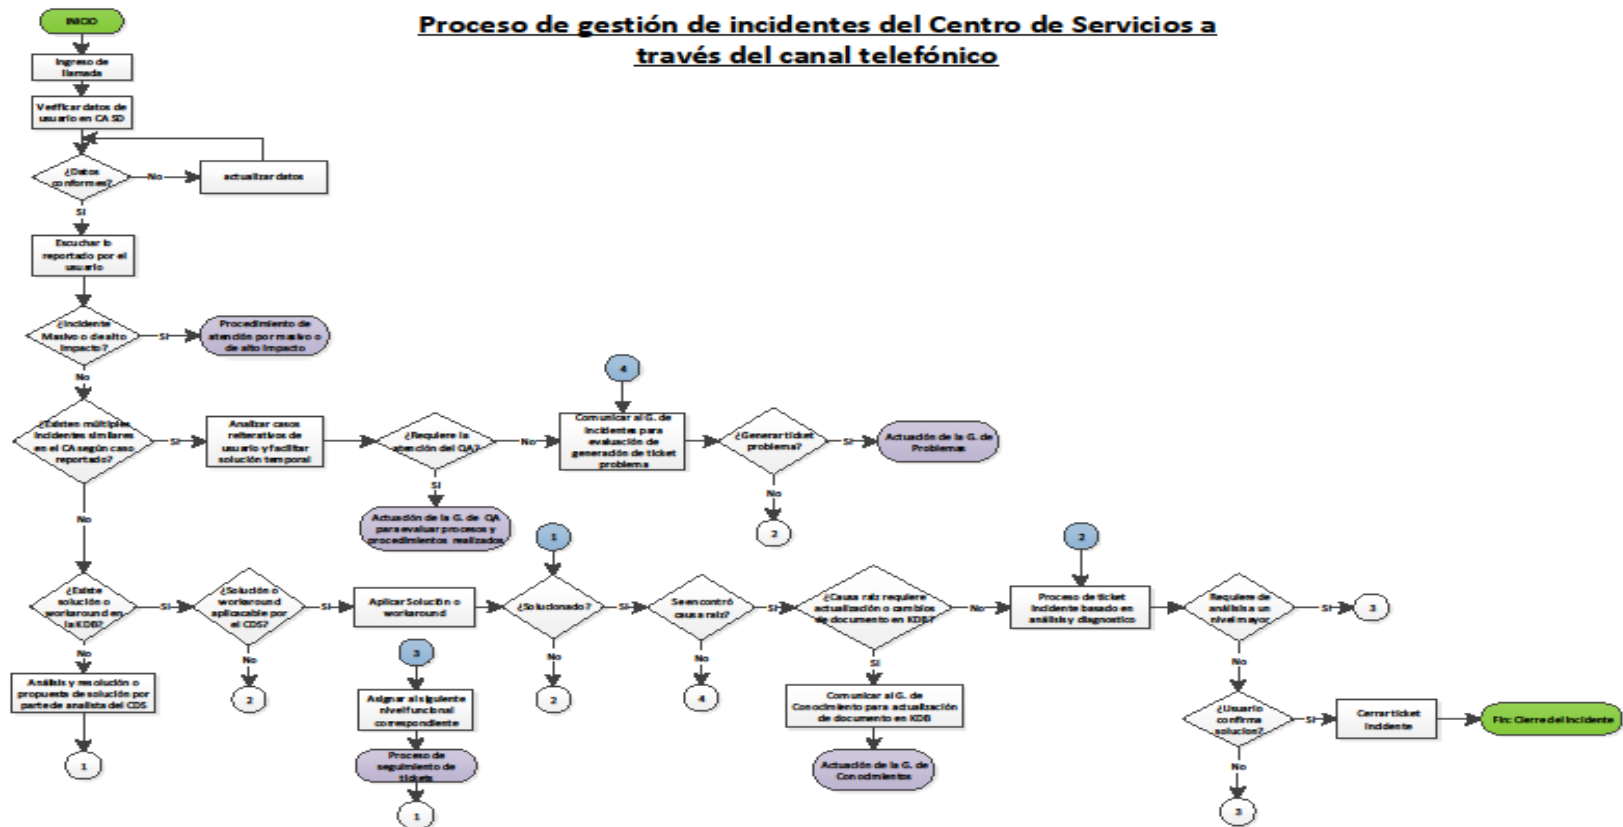 Proceso de gestión de incidentes del Centro de Servicios a
través del canal telefónico
INICIO
Ingreso de
llamada
Verificar datos de
usuario en CA SD
¿Datos
conformes?
No
actualizar datos
Si
Escuchar lo
reportado por el
usuario
¿Incidente
Masivo o de alto
Impacto?
Si
Procedimiento de
atención por masivo o
de alto Impacto
No
¿Existen múltiples
Incidentes similares
en el CA según caso
reportado?
Si
Analizar casos
reiterativos de
usuario y facilitar
solución temporal
¿Requiere la
atención del QA?
No
4
Comunicar al G. de
Incidentes para
evaluación de
generación de ticket
problema
¿Generar ticket
problema?
Si
Actuación de la G. de
Problemas
No
2
Si
Actuación de la G. de QA
para evaluar procesos y
procedimientos realizados
No
¿Existe
solución o
workaround en
la KDB?
Si
¿Solución o
workaround
aplicacable por
el CDS?
Si
Aplicar Solución o
workaround
1
¿Solucionado?
Si
Se encontró
causa raíz?
Si
¿Causa raíz requiere
actualización o cambios
de documento en KDB?
No
2
Proceso de ticket
Incidente basado en
análisis y diagnostico
Requiere de
análisis a un
nivel mayor
Si
3
No
Análisis y resolución o
propuesta de solución por
parte de analista del CDS
1
No
2
3
Asignar al siguiente
nivel funcional
correspondiente
Proceso de
seguimiento de
tickets
1
No
2
No
4
Si
Comunicar al G. de
Conocimiento para actualización
de documento en KDB
Actuación de la G. de
Conocimientos
No
¿Usuario
confirma
solucion?
Si
Cerrar ticket
Incidente
Fin: Cierre del Incidente
No
3